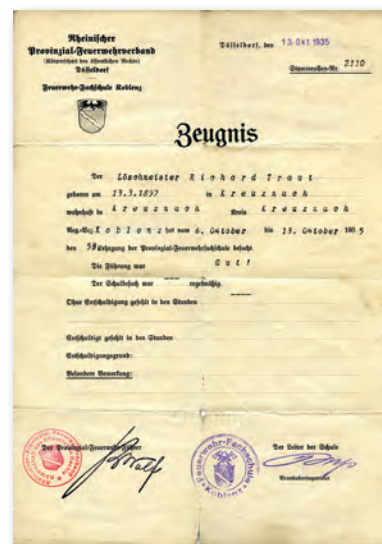 Rheinischer
Provinzial-Feuerwehrverband
(Körperschaft des öffentlichen Rechts)
Düsseldorf
Feuerwehr-Fachschule Koblenz
Düsseldorf, den 13. Okt 1935
Stammrollen-Nr. 2110
Zeugnis
Der Löschmeister Richard Traut
geboren am 13.3.1897 in Kreuznach
wohnhaft in Kreuznach Kreis Kreuznach
Reg.-Bez. Koblenz hat vom 6. Oktober bis 13. Oktober 1935
den 59 Lehrgang der Provinzial-Feuerwehrfachschule besucht.
Die Führung war Gut!
Der Schulbesuch war regelmäßig.
Ohne Entschuldigung gefehlt in den Stunden
Entschuldigt gefehlt in den Stunden
Entschuldigungsgrund:
Besondere Bemerkung:
Der Provinzial-Feuerwehr-Führer
Der Leiter der Schule
Feuerwehr-Fachschule
Koblenz
Brandoberingenieur